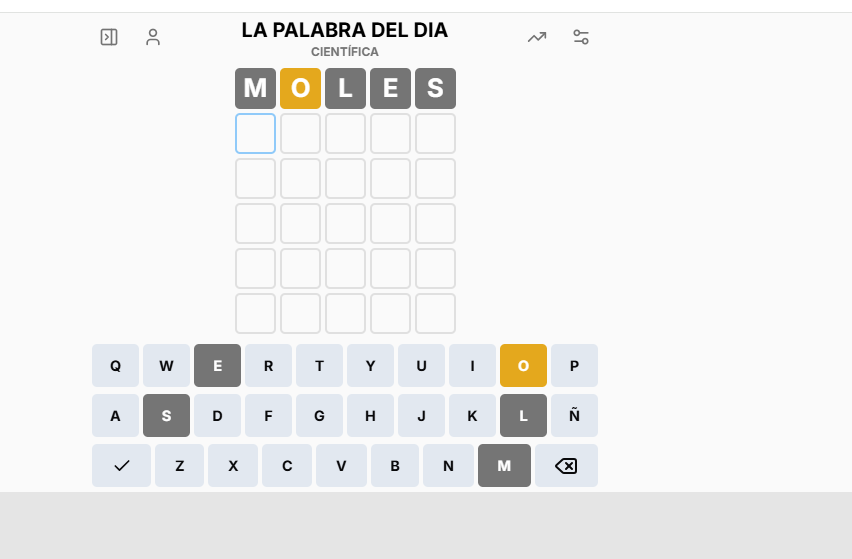 LA PALABRA DEL DIA
CIENTÍFICA
M O L E S
Q W E R T Y U I O P
A S D F G H J K L Ñ
Z X C V B N M